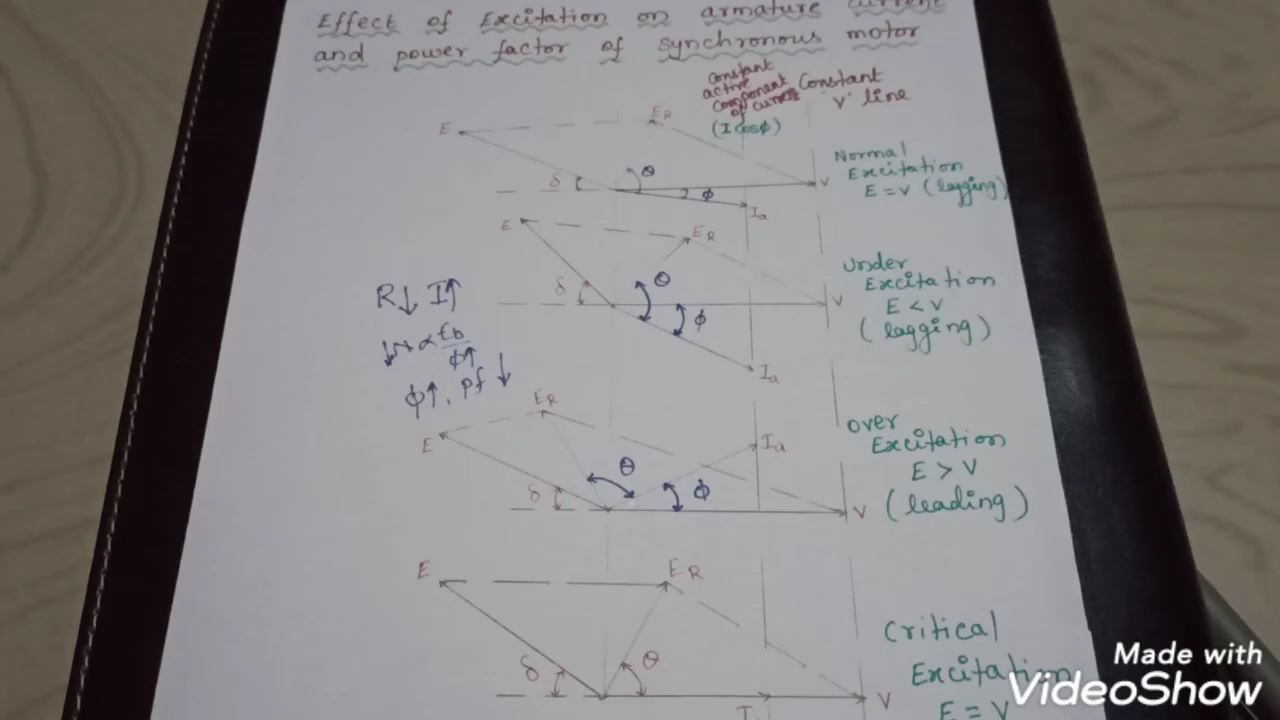 Effect of Excitation on armature current
and power factor of synchronous motor
constant
active
component
of current
(I cosϕ)
Constant
'V' line
E
E_R
δ
θ
ϕ
V
I_a
Normal
Excitation
E = V (lagging)
E
E_R
δ
θ
ϕ
V
I_a
Under
Excitation
E < V
(lagging)
R↓ I↑
↓N ∝ E_b/ϕ↑
ϕ↑, pf ↓
E
E_R
δ
θ
ϕ
I_a
V
Over
Excitation
E > V
(leading)
E
E_R
δ
θ
V
I
Critical
Excitation
E = V
Made with
VideoShow